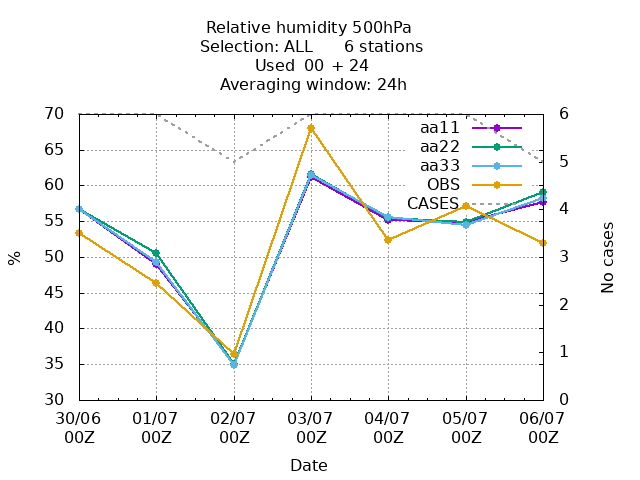 Relative humidity 500hPa
Selection: ALL 6 stations
Used 00 + 24
Averaging window: 24h
70
65
60
55
50
45
40
35
30
%
6
5
4
3
2
1
0
No cases
aa11
aa22
aa33
OBS
CASES
30/06 01/07 02/07 03/07 04/07 05/07 06/07
00Z 00Z 00Z 00Z 00Z 00Z 00Z
Date